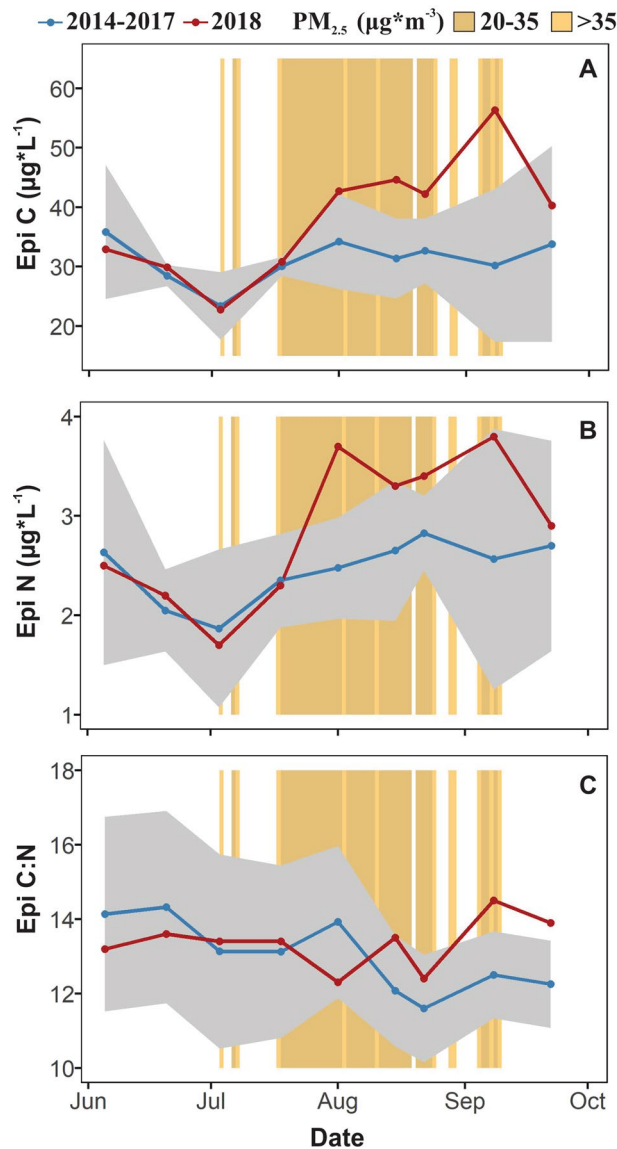 2014-2017 2018 PM2.5 (µg*m-3) 20-35 >35
A
60
50
40
30
20
Epi C (µg*L-1)
B
4
3
2
1
Epi N (µg*L-1)
C
18
16
14
12
10
Epi C:N
Jun Jul Aug Sep Oct
Date